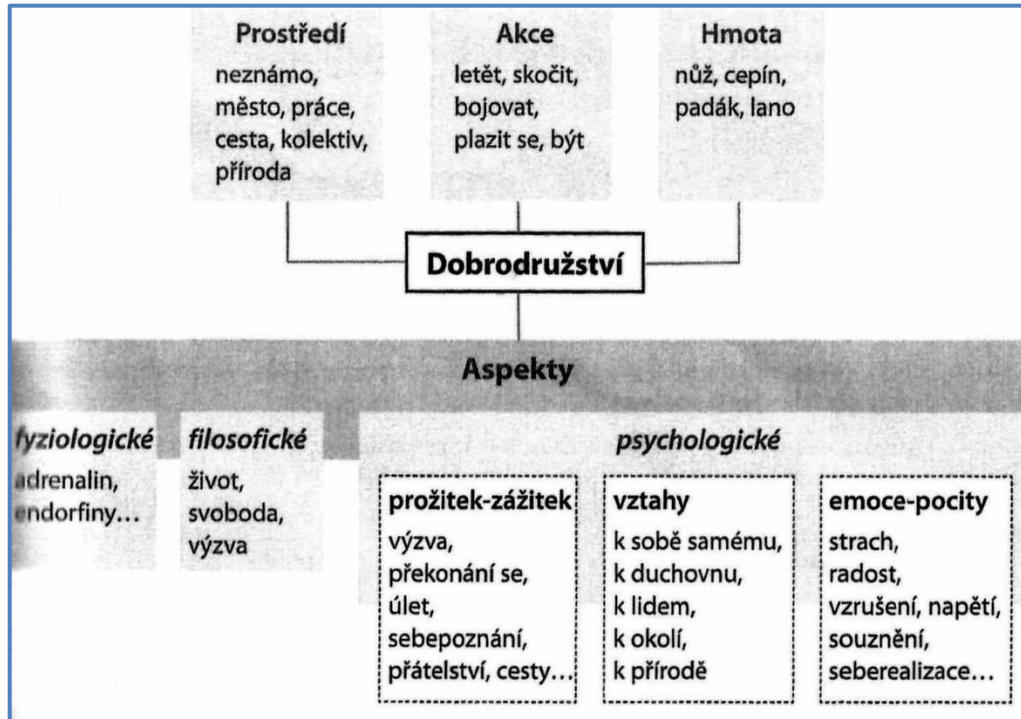 Prostředí
neznámo,
město, práce,
cesta, kolektiv,
příroda
Akce
letět, skočit,
bojovat,
plazit se, být
Hmota
nůž, cepín,
padák, lano
Dobrodružství
Aspekty
fyziologické
adrenalin,
endorfiny...
filosofické
život,
svoboda,
výzva
psychologické
prožitek-zážitek
výzva,
překonání se,
úlet,
sebepoznání,
přátelství, cesty...
vztahy
k sobě samému,
k duchovnu,
k lidem,
k okolí,
k přírodě
emoce-pocity
strach,
radost,
vzrušení, napětí,
souznění,
seberealizace...